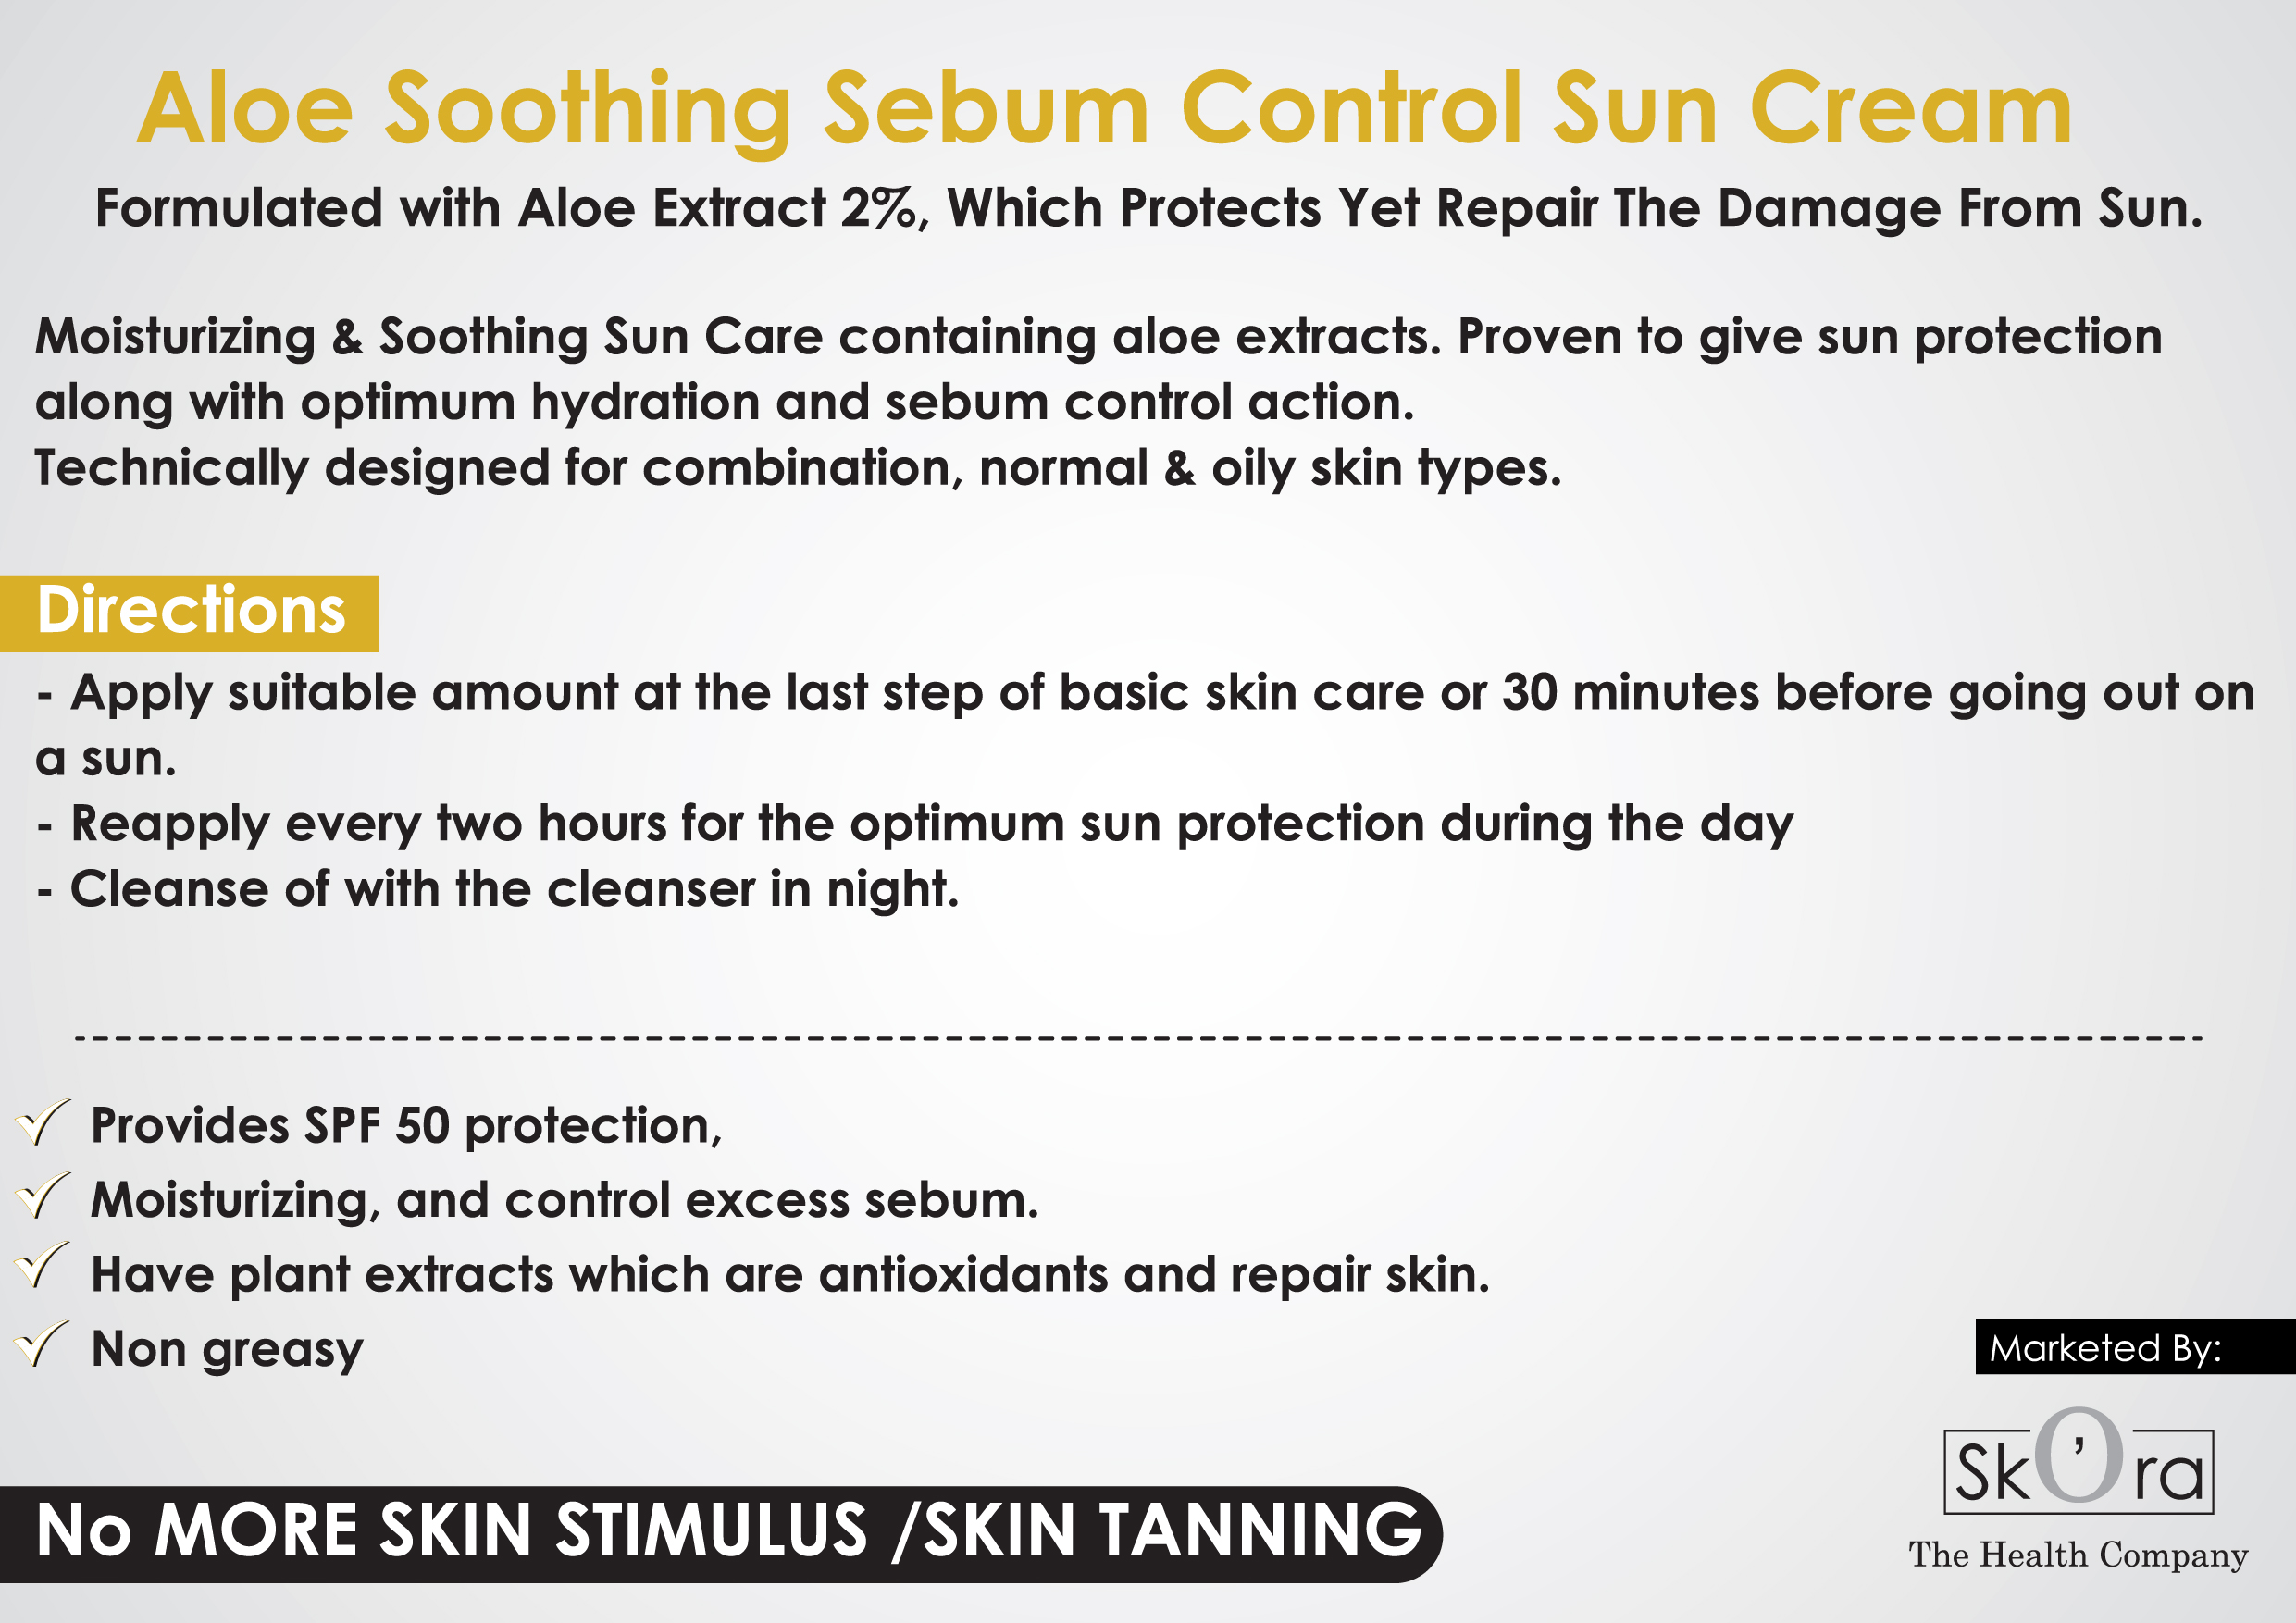 Aloe Soothing Sebum Control Sun Cream
Formulated with Aloe Extract 2%, Which Protects Yet Repair The Damage From Sun.
Moisturizing & Soothing Sun Care containing aloe extracts. Proven to give sun protection
along with optimum hydration and sebum control action.
Technically designed for combination, normal & oily skin types.
Directions
- Apply suitable amount at the last step of basic skin care or 30 minutes before going out on
a sun.
- Reapply every two hours for the optimum sun protection during the day
- Cleanse of with the cleanser in night.
Provides SPF 50 protection,
Moisturizing, and control excess sebum.
Have plant extracts which are antioxidants and repair skin.
Non greasy
Marketed By:
Sk'Ora
The Health Company
No MORE SKIN STIMULUS /SKIN TANNING